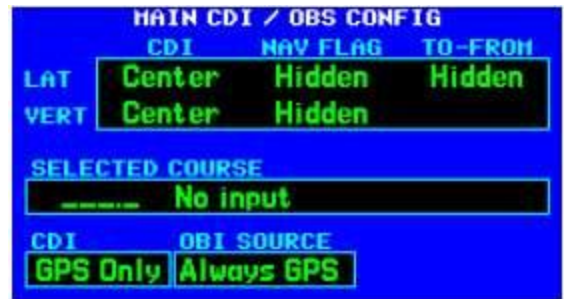 MAIN CDI / OBS CONFIG
CDI NAV FLAG TO-FROM
LAT Center Hidden Hidden
VERT Center Hidden
SELECTED COURSE
___._ No input
CDI OBI SOURCE
GPS Only Always GPS